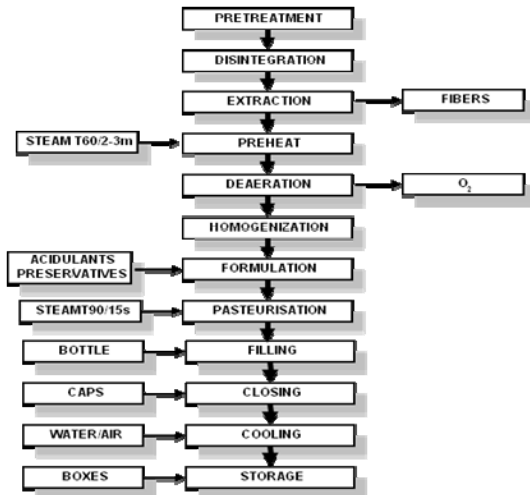 PRETREATMENT
DISINTEGRATION
EXTRACTION
FIBERS
STEAM T60/2-3m
PREHEAT
DEAERATION
O₂
HOMOGENIZATION
ACIDULANTS
PRESERVATIVES
FORMULATION
STEAMT90/15s
PASTEURISATION
BOTTLE
FILLING
CAPS
CLOSING
WATER/AIR
COOLING
BOXES
STORAGE